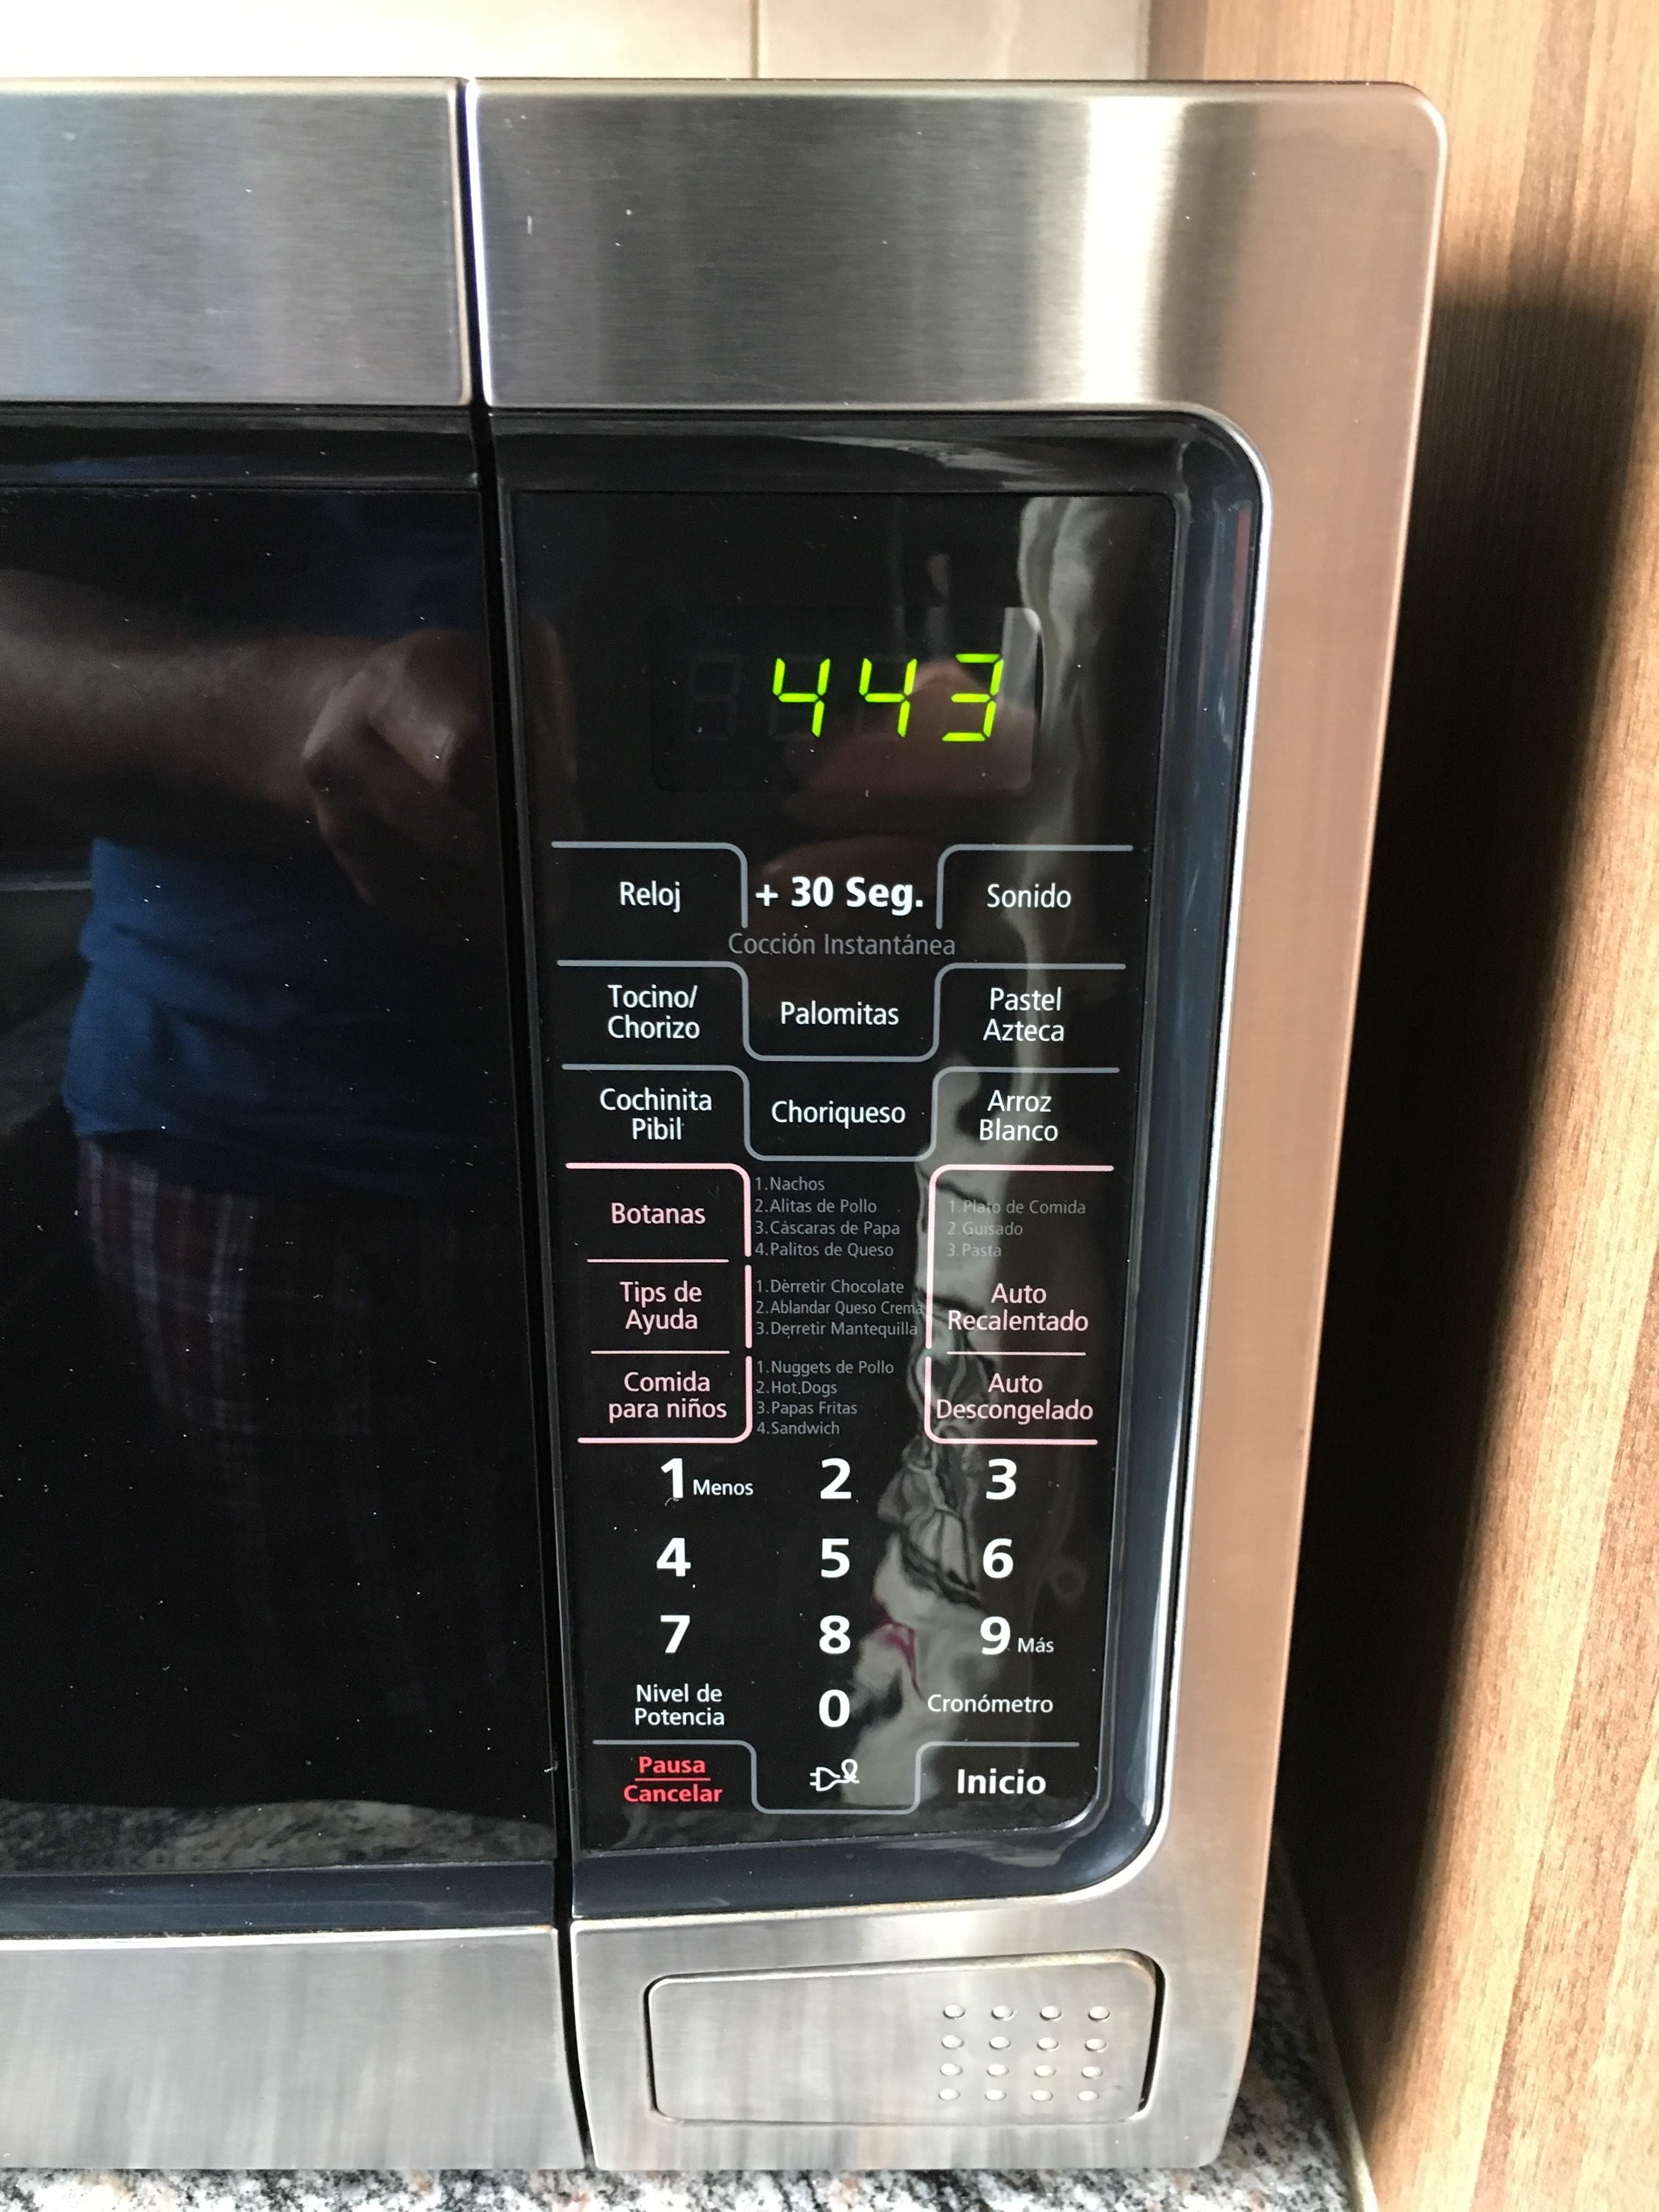 443
Reloj
+ 30 Seg.
Sonido
Cocción Instantánea
Tocino/
Chorizo
Palomitas
Pastel
Azteca
Cochinita
Pibil
Choriqueso
Arroz
Blanco
Botanas
1.Nachos
2.Alitas de Pollo
3.Cáscaras de Papa
4.Palitos de Queso
1.Plato de Comida
2.Guisado
3.Pasta
Auto
Recalentado
Tips de
Ayuda
1.Derretir Chocolate
2.Ablandar Queso Crema
3.Derretir Mantequilla
Comida
para niños
1.Nuggets de Pollo
2.Hot Dogs
3.Papas Fritas
4.Sandwich
Auto
Descongelado
1 Menos
2
3
4
5
6
7
8
9 Más
Nivel de
Potencia
0
Cronómetro
Pausa
Cancelar
Inicio